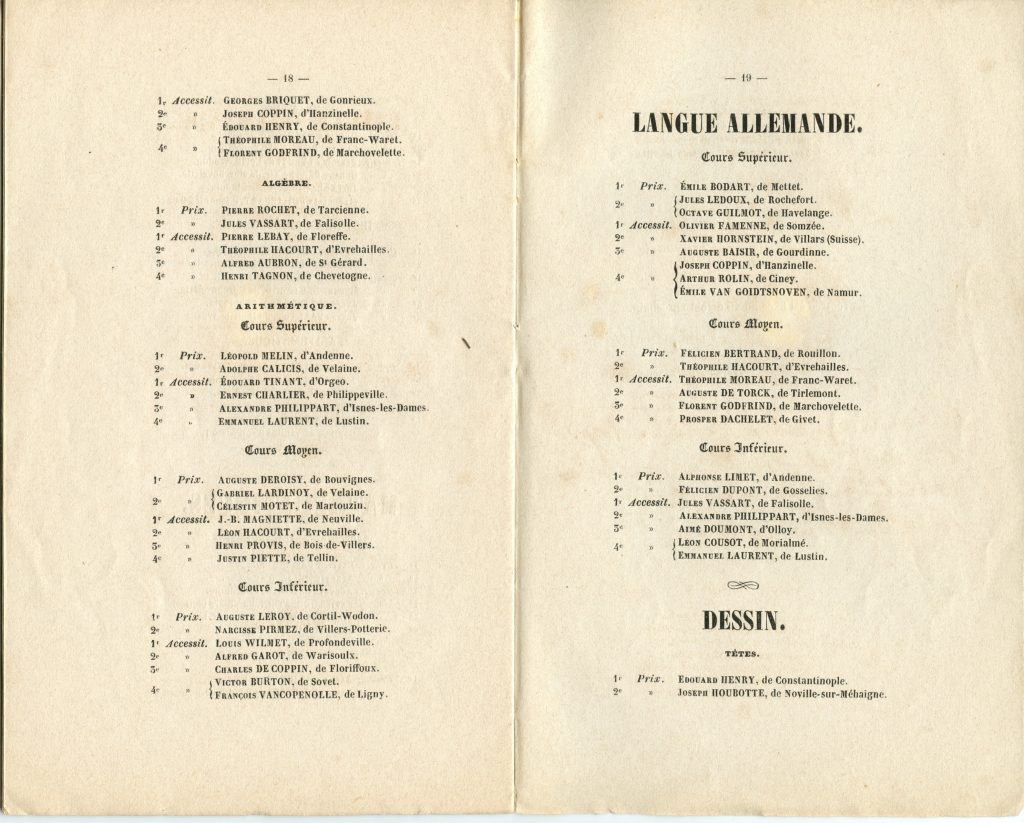 — 18 —
1r Accessit. GEORGES BRIQUET, de Gonrieux.
2e » JOSEPH COPPIN, d'Hanzinelle.
3e » ÉDOUARD HENRY, de Constantinople.
4e » THÉOPHILE MOREAU, de Franc-Waret.
FLORENT GODFRIND, de Marchovelette.
ALGÈBRE.
1r Prix. PIERRE ROCHET, de Tarcienne.
2e » JULES VASSART, de Falisolle.
1r Accessit. PIERRE LEBAY, de Floreffe.
2e » THÉOPHILE HACOURT, d'Evrehailles.
3e » ALFRED AUBRON, de St Gérard.
4e » HENRI TAGNON, de Chevetogne.
ARITHMÉTIQUE.
Cours Supérieur.
1r Prix. LÉOPOLD MELIN, d'Andenne.
2e » ADOLPHE CALICIS, de Velaine.
1r Accessit. ÉDOUARD TINANT, d'Orgeo.
2e » ERNEST CHARLIER, de Philippeville.
3e » ALEXANDRE PHILIPPART, d'Isnes-les-Dames.
4e » EMMANUEL LAURENT, de Lustin.
Cours Moyen.
1r Prix. AUGUSTE DEROISY, de Bouvignes.
2e » GABRIEL LARDINOY, de Velaine.
CÉLESTIN MOTET, de Martouzin.
1r Accessit. J.-B. MAGNIETTE, de Neuville.
2e » LÉON HACOURT, d'Evrehailles.
3e » HENRI PROVIS, de Bois-de-Villers.
4e » JUSTIN PIETTE, de Tellin.
Cours Inférieur.
1r Prix. AUGUSTE LEROY, de Cortil-Wodon.
2e » NARCISSE PIRMEZ, de Villers-Potterie.
1r Accessit. LOUIS WILMET, de Profondeville.
2e » ALFRED GAROT, de Warisoulx.
3e » CHARLES DE COPPIN, de Floriffoux.
4e » VICTOR BURTON, de Sovet.
FRANÇOIS VANCOPENOLLE, de Ligny.
— 19 —
LANGUE ALLEMANDE.
Cours Supérieur.
1r Prix. ÉMILE BODART, de Mettet.
2e » JULES LEDOUX, de Rochefort.
OCTAVE GUILMOT, de Havelange.
1r Accessit. OLIVIER FAMENNE, de Somzée.
2e » XAVIER HORNSTEIN, de Villars (Suisse).
3e » AUGUSTE BAISIR, de Gourdinne.
4e » JOSEPH COPPIN, d'Hanzinelle.
ARTHUR ROLIN, de Ciney.
ÉMILE VAN GOIDTSNOVEN, de Namur.
Cours Moyen.
1r Prix. FÉLICIEN BERTRAND, de Rouillon.
2e » THÉOPHILE HACOURT, d'Evrehailles.
1r Accessit. THÉOPHILE MOREAU, de Franc-Waret.
2e » AUGUSTE DE TORCK, de Tirlemont.
3e » FLORENT GODFRIND, de Marchovelette.
4e » PROSPER DACHELET, de Givet.
Cours Inférieur.
1r Prix. ALPHONSE LIMET, d'Andenne.
2e » FÉLICIEN DUPONT, de Gosselies.
1r Accessit. JULES VASSART, de Falisolle.
2e » ALEXANDRE PHILIPPART, d'Isnes-les-Dames.
3e » AIMÉ DOUMONT, d'Olloy.
4e » LÉON COUSOT, de Morialmé.
EMMANUEL LAURENT, de Lustin.
DESSIN.
TÊTES.
1r Prix. EDOUARD HENRY, de Constantinople.
2e » JOSEPH HOUBOTTE, de Noville-sur-Méhaigne.